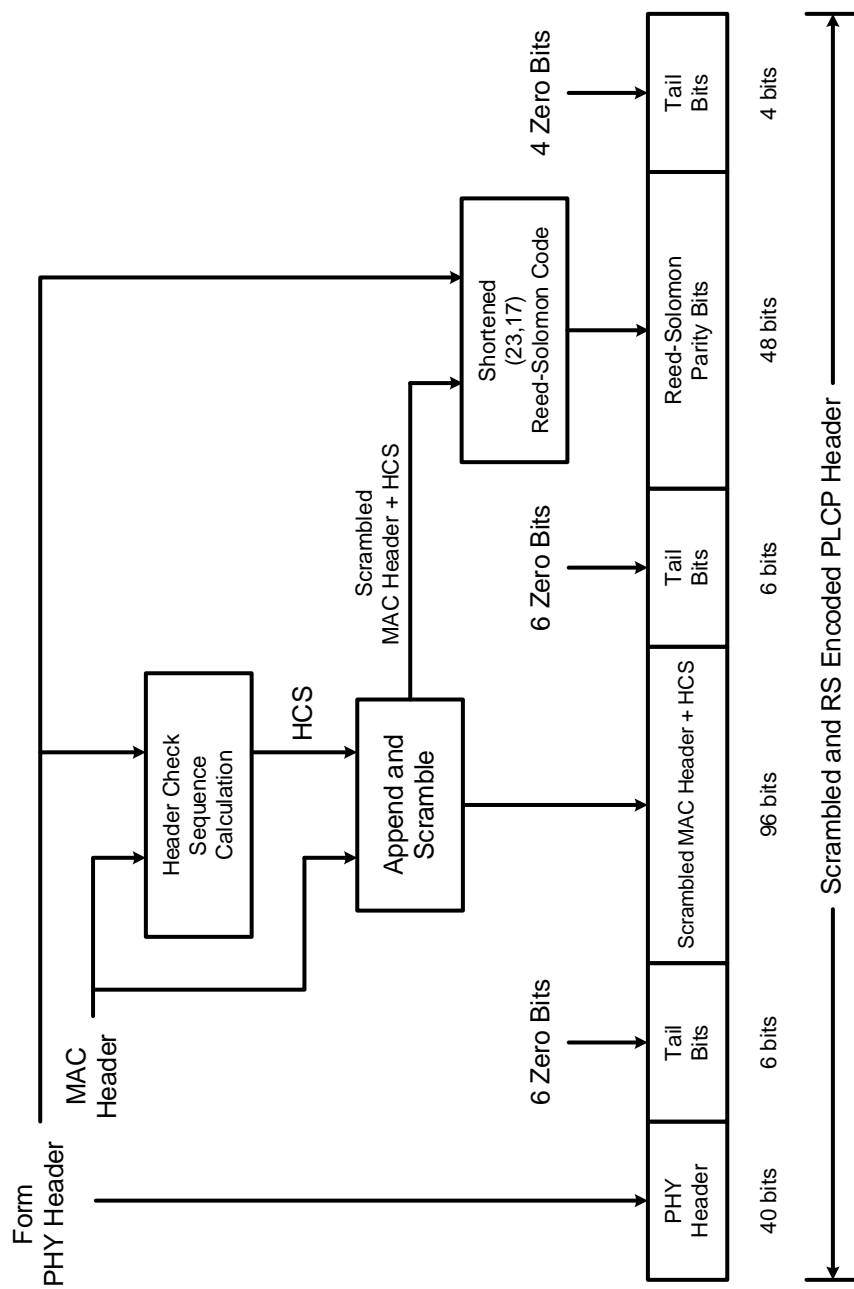 Form
PHY Header
MAC
Header
Header Check
Sequence
Calculation
HCS
Append and
Scramble
Scrambled
MAC Header + HCS
Shortened
(23,17)
Reed-Solomon Code
6 Zero Bits
6 Zero Bits
4 Zero Bits
PHY
Header
Tail
Bits
Scrambled MAC Header + HCS
Tail
Bits
Reed-Solomon
Parity Bits
Tail
Bits
40 bits
6 bits
96 bits
6 bits
48 bits
4 bits
Scrambled and RS Encoded PLCP Header